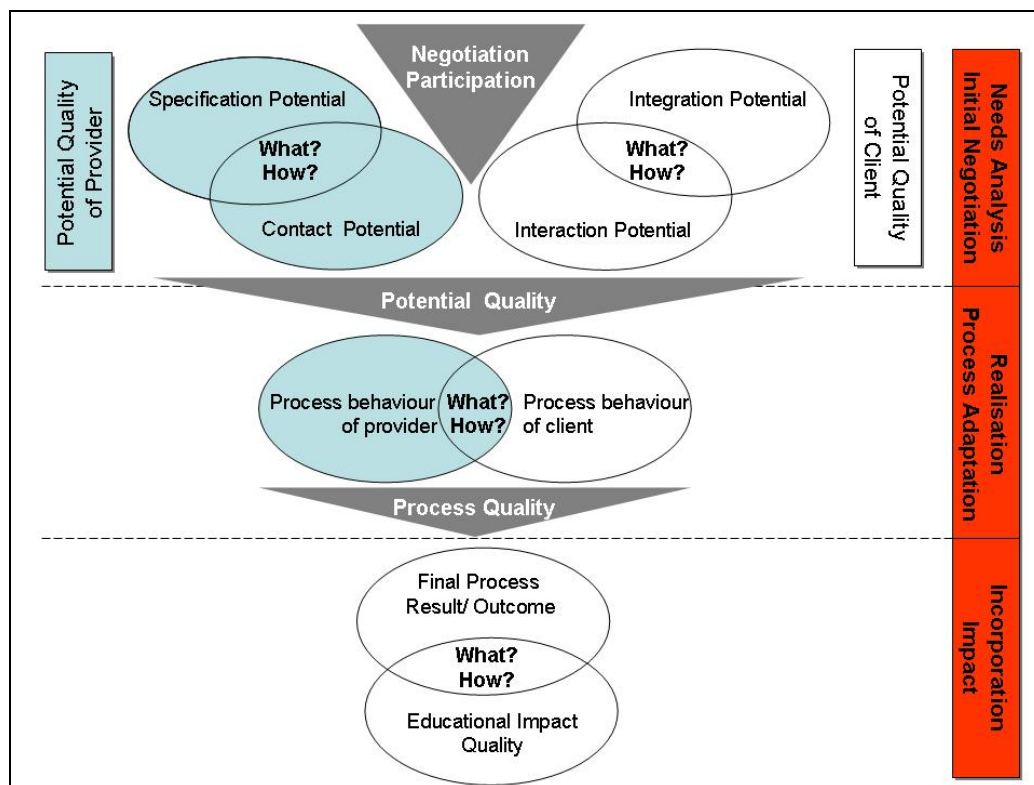 Negotiation
Participation
Potential Quality
of Provider
Specification Potential
What?
How?
Contact Potential
Integration Potential
What?
How?
Interaction Potential
Potential Quality
of Client
Needs Analysis
Initial Negotiation
Potential Quality
Process behaviour
of provider
What?
How?
Process behaviour
of client
Realisation
Process Adaptation
Process Quality
Final Process
Result/ Outcome
What?
How?
Educational Impact
Quality
Incorporation
Impact